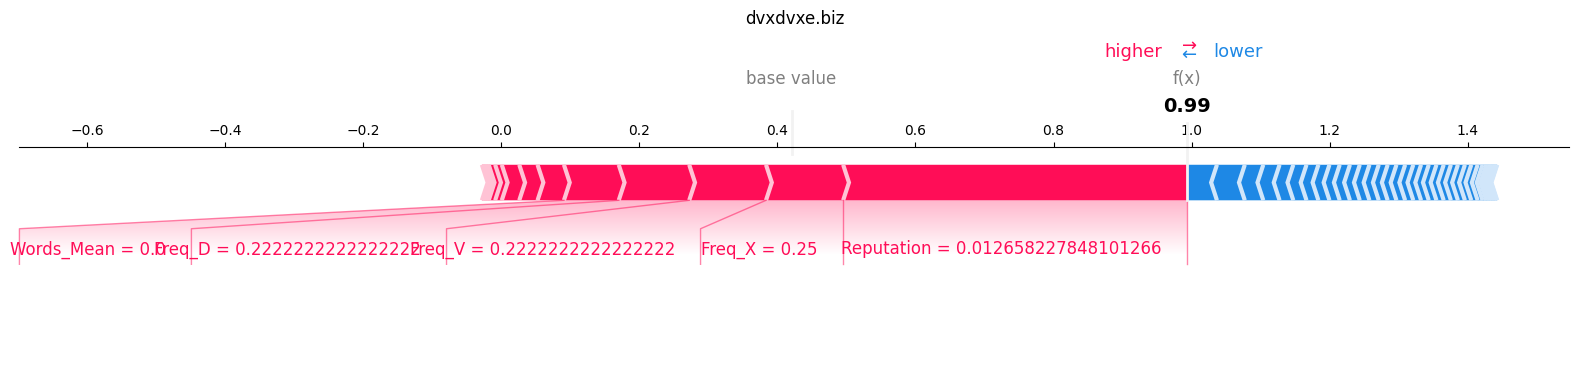 dvxdvxe.biz
higher ⇄ lower
base value f(x)
0.99
−0.6 −0.4 −0.2 0.0 0.2 0.4 0.6 0.8 1.0 1.2 1.4
Words_Mean = 0.0 Freq_D = 0.2222222222222222 Freq_V = 0.2222222222222222 Freq_X = 0.25 Reputation = 0.012658227848101266